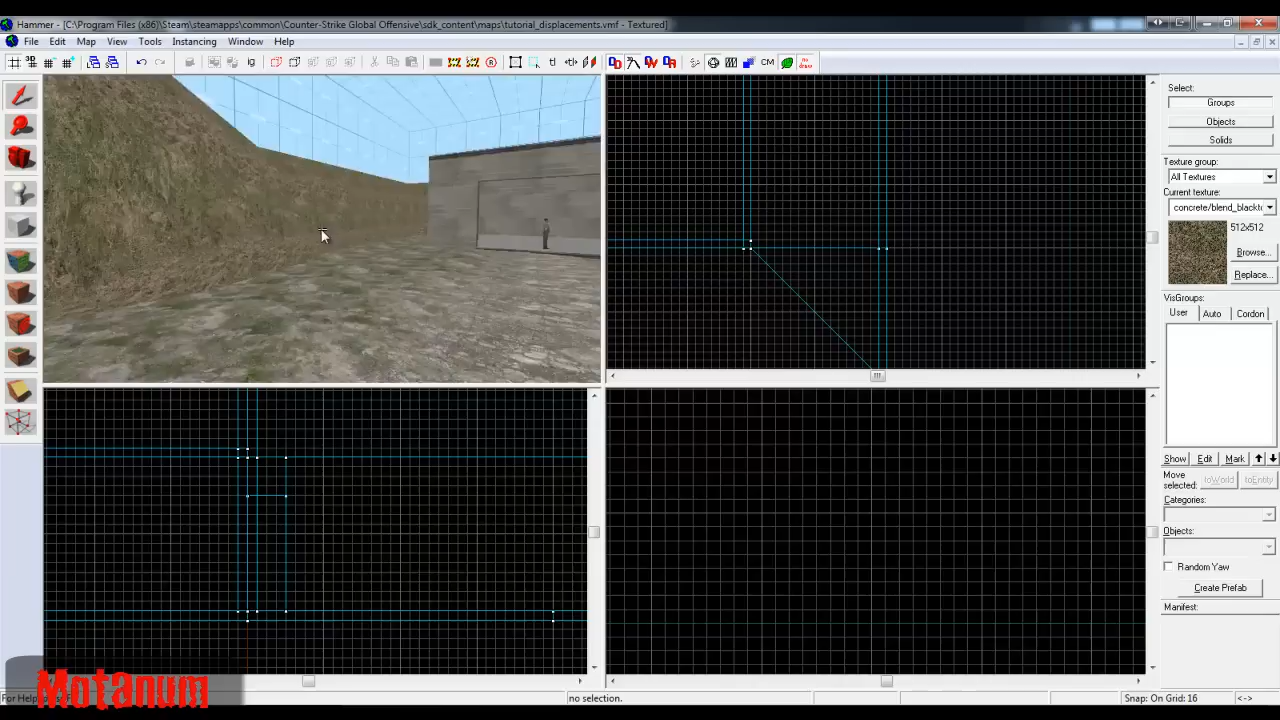 Hammer - [C:\Program Files (x86)\Steam\steamapps\common\Counter-Strike Global Offensive\sdk_content\maps\tutorial_displacements.vmf - Textured]
File Edit Map View Tools Instancing Window Help
Select:
Groups
Objects
Solids
Texture group:
All Textures
Current texture:
concrete/blend_blackto
512x512
Browse...
Replace...
VisGroups:
User Auto Cordon
Show Edit Mark
Move selected: toWorld toEntity
Categories:
Objects:
Random Yaw
Create Prefab
Manifest:
Motanum
For Help
no selection.
Snap: On Grid: 16 <->